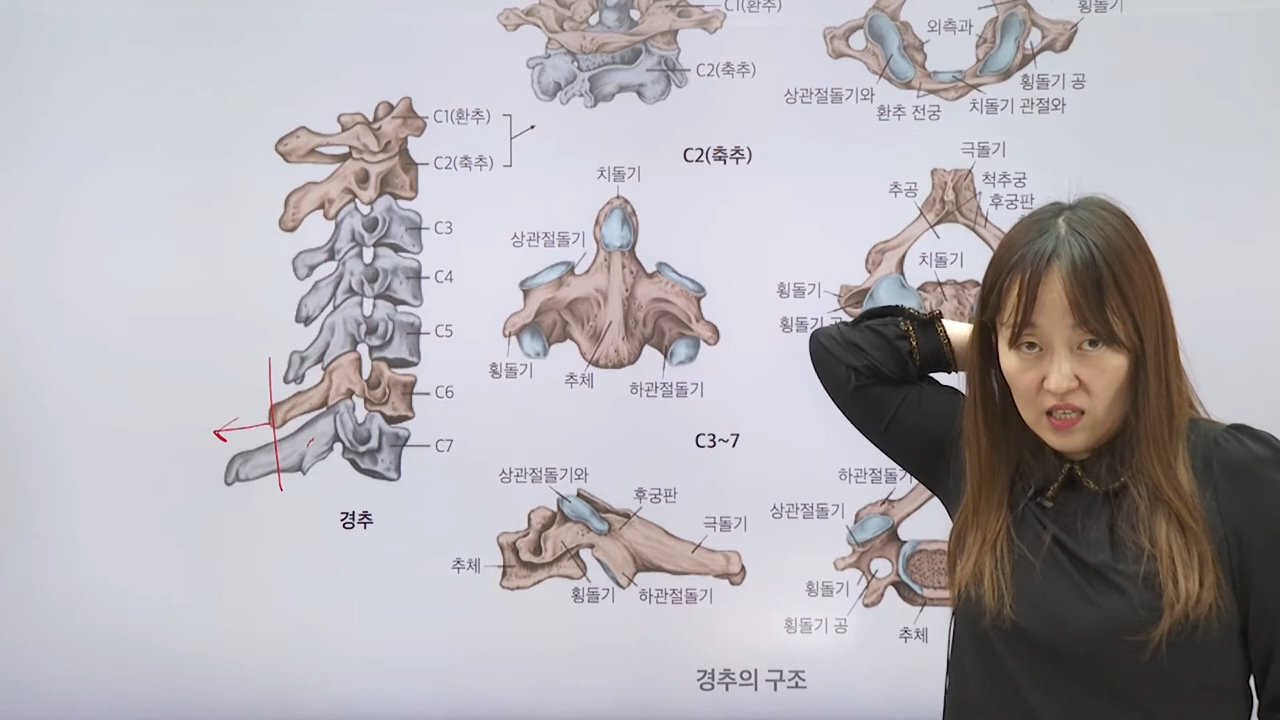 C1(환추)
C2(축추)
C3
C4
C5
C6
C7
경추
C1(환추)
C2(축추)
외측과
횡돌기
상관절돌기와
횡돌기 공
환추 전궁
치돌기 관절와
C2(축추)
치돌기
상관절돌기
횡돌기
추체
하관절돌기
극돌기
추공
척추궁
후궁판
치돌기
횡돌기
횡돌기 공
C3~7
상관절돌기와
후궁판
극돌기
추체
횡돌기
하관절돌기
하관절돌기
상관절돌기
횡돌기
횡돌기 공
추체
경추의 구조